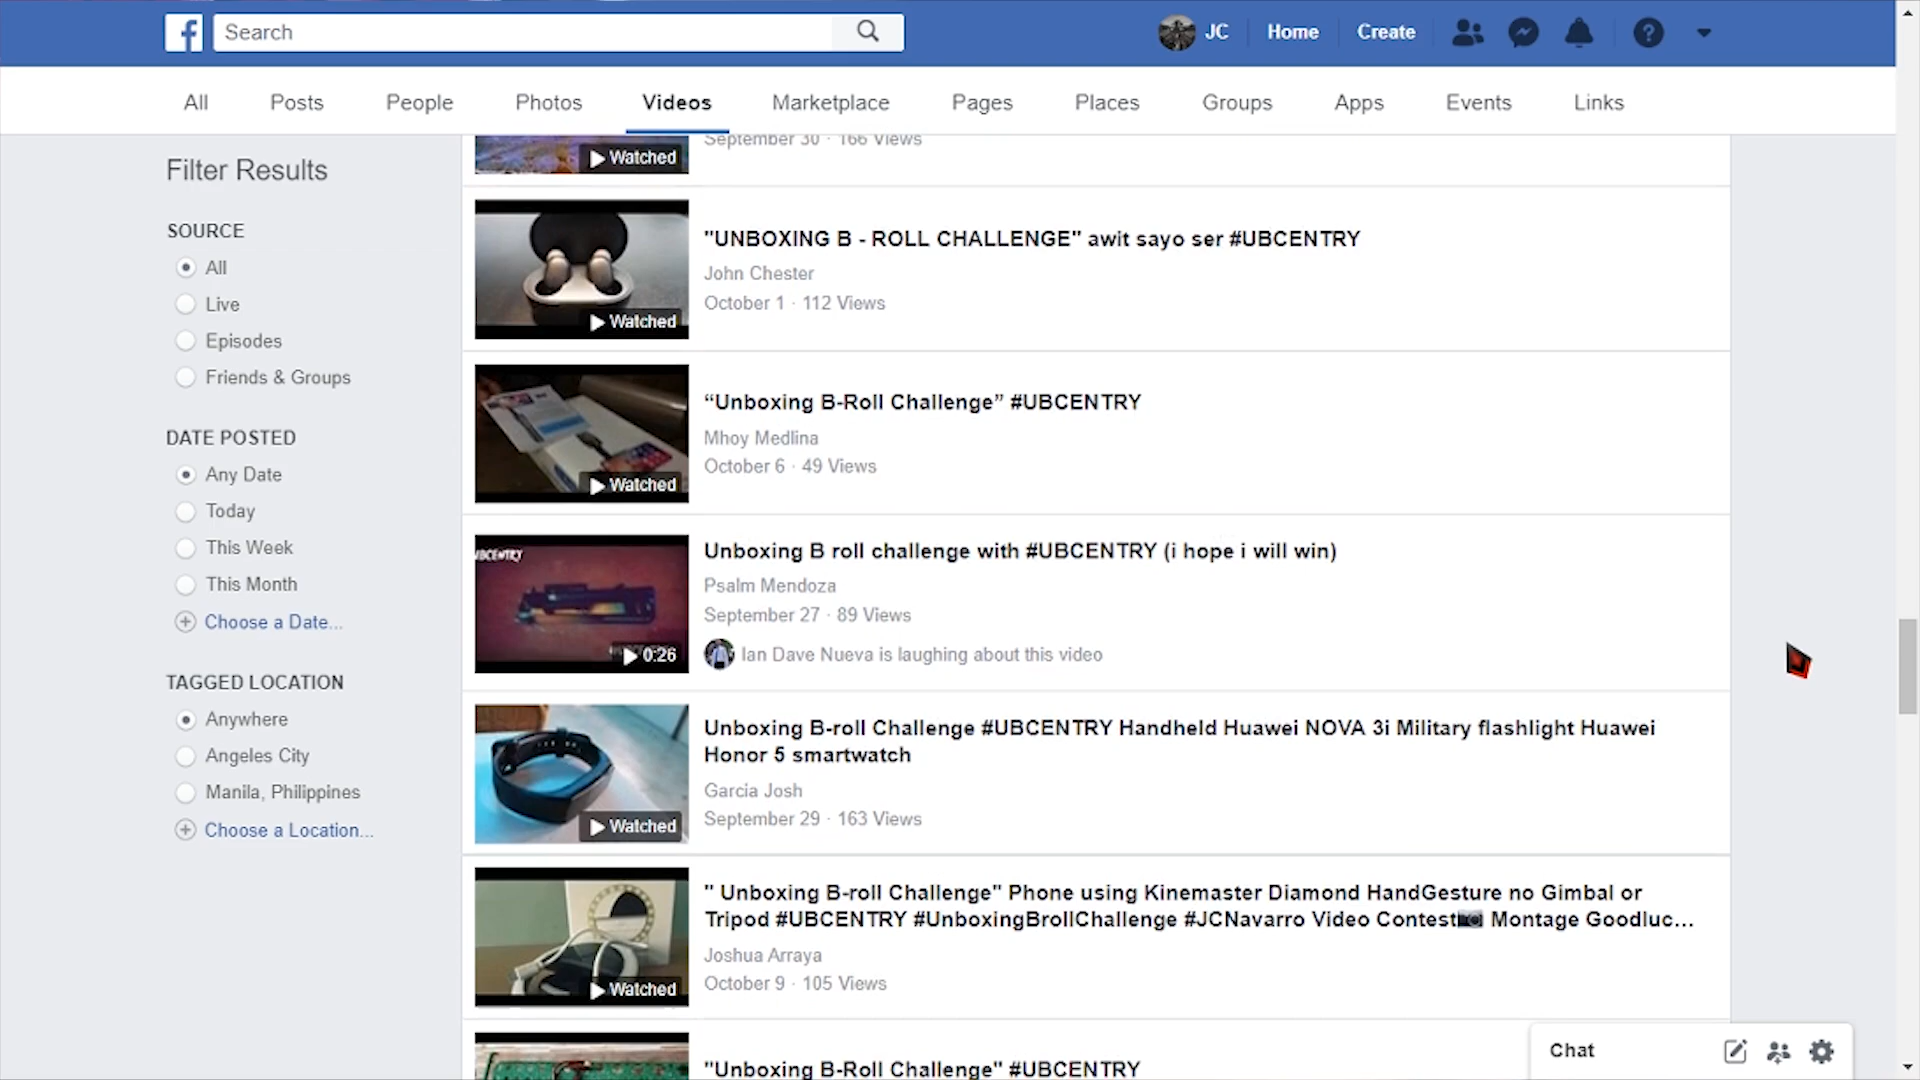 Search
JC
Home
Create
All
Posts
People
Photos
Videos
Marketplace
Pages
Places
Groups
Apps
Events
Links
Filter Results
SOURCE
All
Live
Episodes
Friends & Groups
DATE POSTED
Any Date
Today
This Week
This Month
Choose a Date...
TAGGED LOCATION
Anywhere
Angeles City
Manila, Philippines
Choose a Location...
September 30 · 166 Views
Watched
"UNBOXING B - ROLL CHALLENGE" awit sayo ser #UBCENTRY
John Chester
October 1 · 112 Views
Watched
“Unboxing B-Roll Challenge” #UBCENTRY
Mhoy Medlina
October 6 · 49 Views
Watched
Unboxing B roll challenge with #UBCENTRY (i hope i will win)
Psalm Mendoza
September 27 · 89 Views
Ian Dave Nueva is laughing about this video
0:26
Unboxing B-roll Challenge #UBCENTRY Handheld Huawei NOVA 3i Military flashlight Huawei
Honor 5 smartwatch
Garcia Josh
September 29 · 163 Views
Watched
" Unboxing B-roll Challenge" Phone using Kinemaster Diamond HandGesture no Gimbal or
Tripod #UBCENTRY #UnboxingBrollChallenge #JCNavarro Video Contest📷 Montage Goodluc...
Joshua Arraya
October 9 · 105 Views
Watched
"Unboxing B-Roll Challenge" #UBCENTRY
Chat